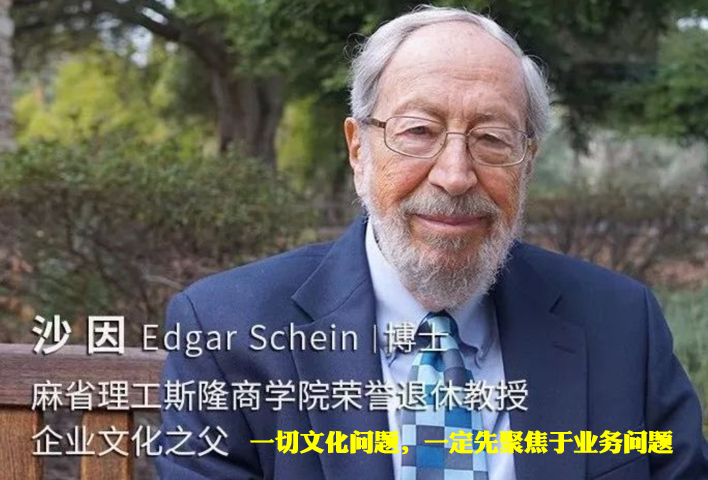 沙因 Edgar Schein | 博士
麻省理工斯隆商学院荣誉退休教授
企业文化之父 一切文化问题，一定先聚焦于业务问题